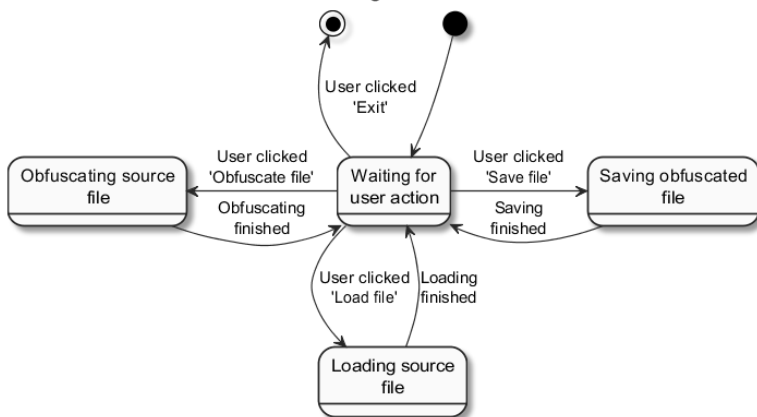 User clicked
'Exit'
Obfuscating source
file
User clicked
'Obfuscate file'
Waiting for
user action
User clicked
'Save file'
Saving obfuscated
file
Obfuscating
finished
Saving
finished
User clicked
'Load file'
Loading
finished
Loading source
file